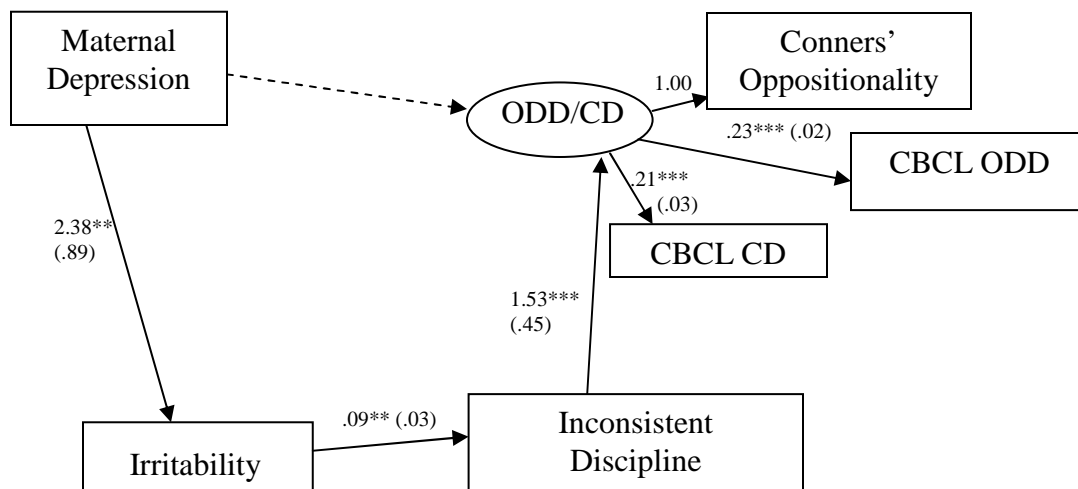 Maternal
Depression
Conners’
Oppositionality
1.00
ODD/CD
.23*** (.02)
CBCL ODD
.21***
(.03)
CBCL CD
2.38**
(.89)
1.53***
(.45)
.09** (.03)
Irritability
Inconsistent
Discipline